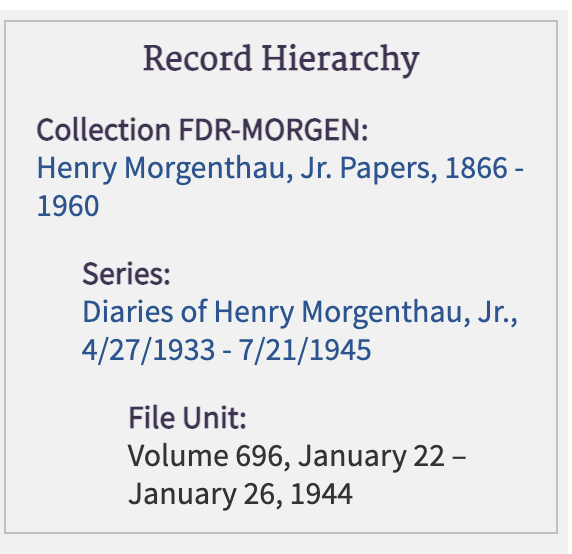 Record Hierarchy
Collection FDR-MORGEN:
Henry Morgenthau, Jr. Papers, 1866 -
1960
Series:
Diaries of Henry Morgenthau, Jr.,
4/27/1933 - 7/21/1945
File Unit:
Volume 696, January 22 –
January 26, 1944